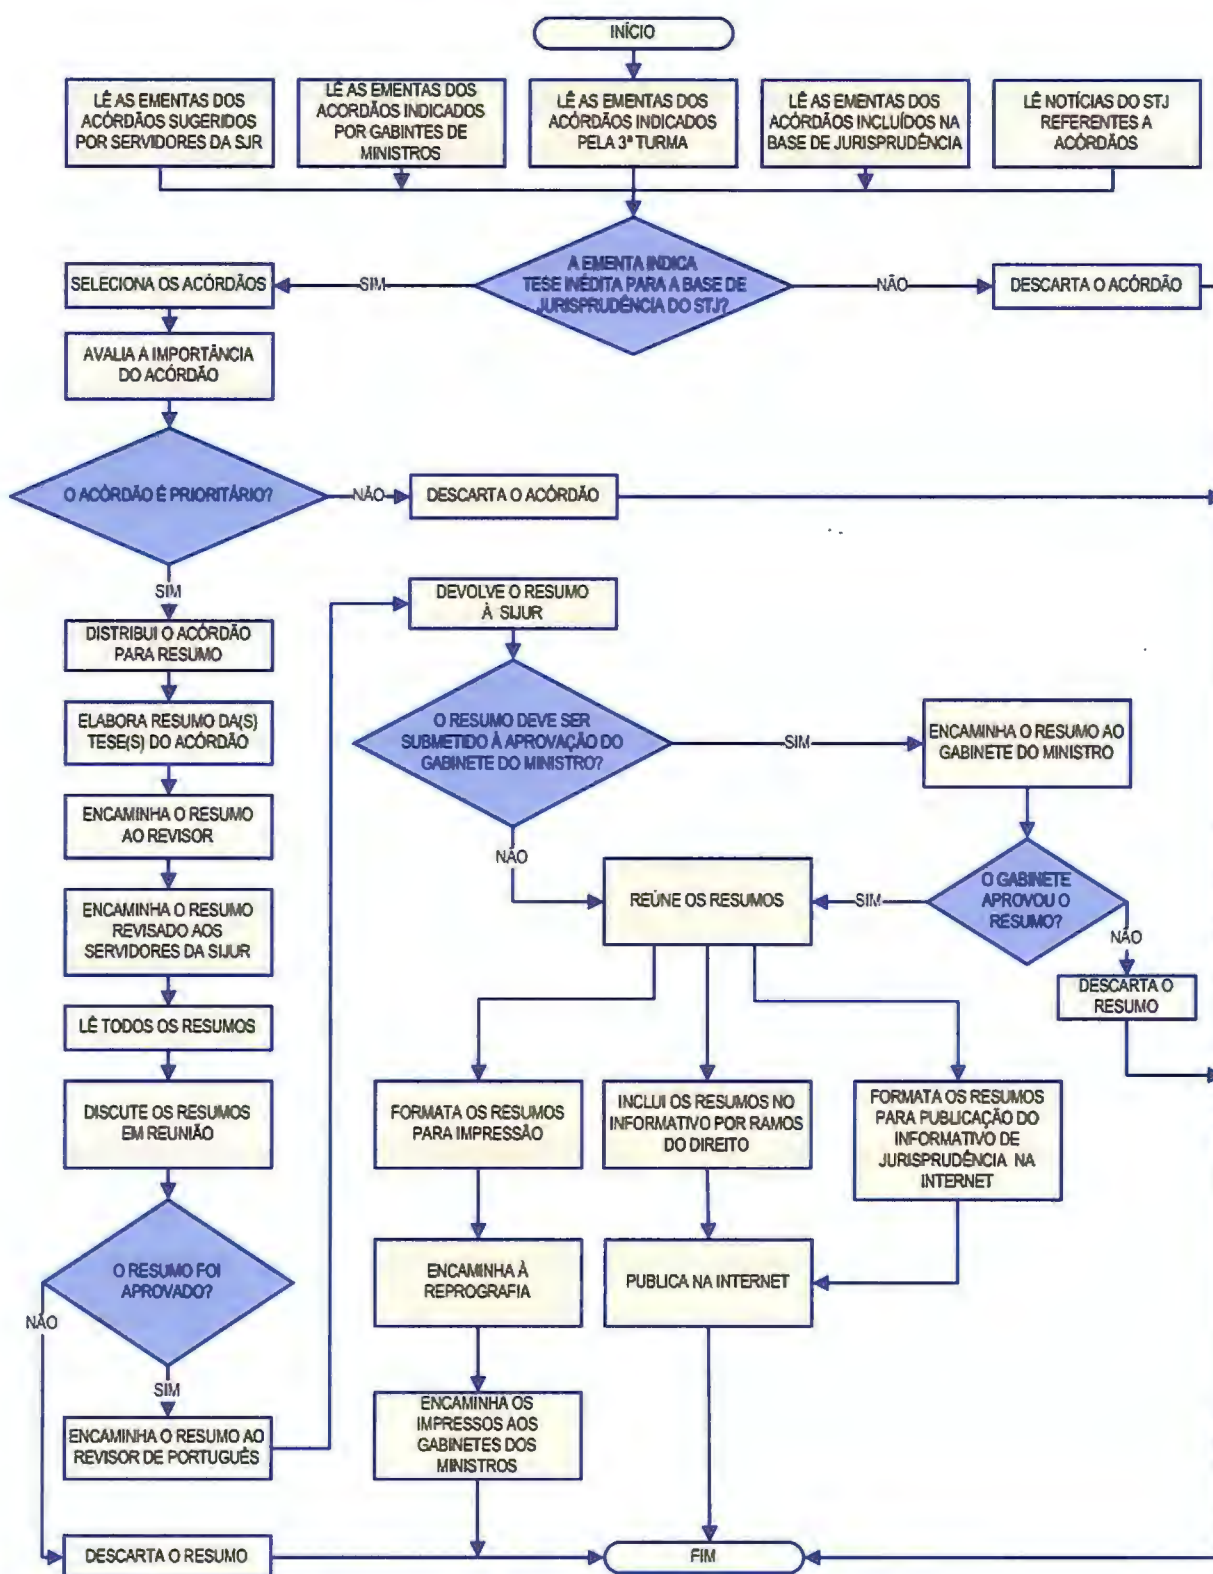 INÍCIO
LÊ AS EMENTAS DOS
ACÓRDÃOS SUGERIDOS
POR SERVIDORES DA SJR
LÊ AS EMENTAS DOS
ACORDÃOS INDICADOS
POR GABINTES DE
MINISTROS
LÊ AS EMENTAS DOS
ACÓRDÃOS INDICADOS
PELA 3ª TURMA
LÊ AS EMENTAS DOS
ACÓRDÃOS INCLUÍDOS NA
BASE DE JURISPRUDÊNCIA
LÊ NOTÍCIAS DO STJ
REFERENTES A
ACÓRDÃOS
A EMENTA INDICA
TESE INÉDITA PARA A BASE DE
JURISPRUDÊNCIA DO STJ?
SIM
SELECIONA OS ACÓRDÃOS
NÃO
DESCARTA O ACÓRDÃO
AVALIA A IMPORTÂNCIA
DO ACÓRDÃO
O ACÓRDÃO É PRIORITÁRIO?
NÃO
DESCARTA O ACÓRDÃO
SIM
DISTRIBUI O ACÓRDÃO
PARA RESUMO
ELABORA RESUMO DA(S)
TESE(S) DO ACÓRDÃO
ENCAMINHA O RESUMO
AO REVISOR
ENCAMINHA O RESUMO
REVISADO AOS
SERVIDORES DA SIJUR
LÊ TODOS OS RESUMOS
DISCUTE OS RESUMOS
EM REUNIÃO
O RESUMO FOI
APROVADO?
NÃO
SIM
ENCAMINHA O RESUMO AO
REVISOR DE PORTUGUÊS
DESCARTA O RESUMO
DEVOLVE O RESUMO
À SIJUR
O RESUMO DEVE SER
SUBMETIDO À APROVAÇÃO DO
GABINETE DO MINISTRO?
SIM
ENCAMINHA O RESUMO AO
GABINETE DO MINISTRO
NÃO
REÚNE OS RESUMOS
SIM
O GABINETE
APROVOU O
RESUMO?
NÃO
DESCARTA O
RESUMO
FORMATA OS RESUMOS
PARA IMPRESSÃO
INCLUI OS RESUMOS NO
INFORMATIVO POR RAMOS
DO DIREITO
FORMATA OS RESUMOS
PARA PUBLICAÇÃO DO
INFORMATIVO DE
JURISPRUDÊNCIA NA
INTERNET
ENCAMINHA À
REPROGRAFIA
PUBLICA NA INTERNET
ENCAMINHA OS
IMPRESSOS AOS
GABINETES DOS
MINISTROS
FIM